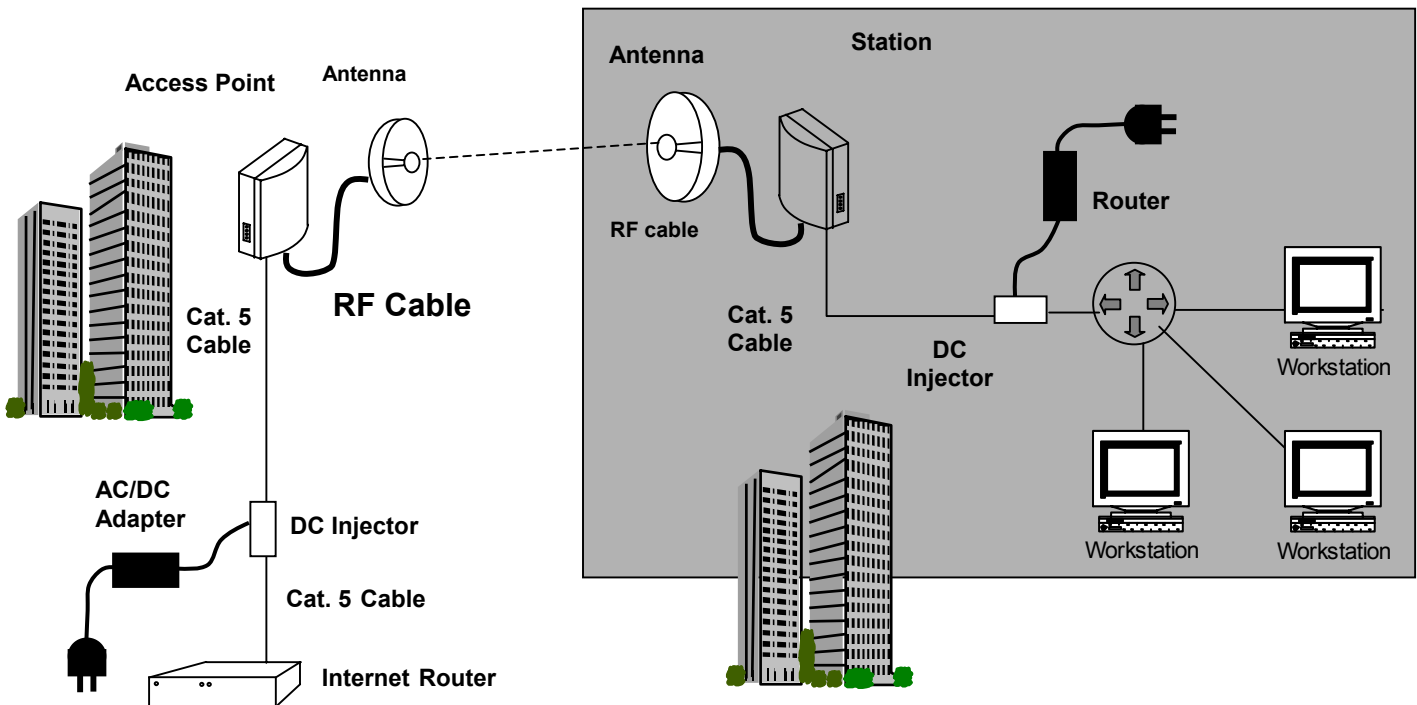 Access Point
Antenna
RF Cable
Cat. 5
Cable
AC/DC
Adapter
DC Injector
Cat. 5 Cable
Internet Router
Station
Antenna
RF cable
Cat. 5
Cable
Router
DC
Injector
Workstation
Workstation
Workstation